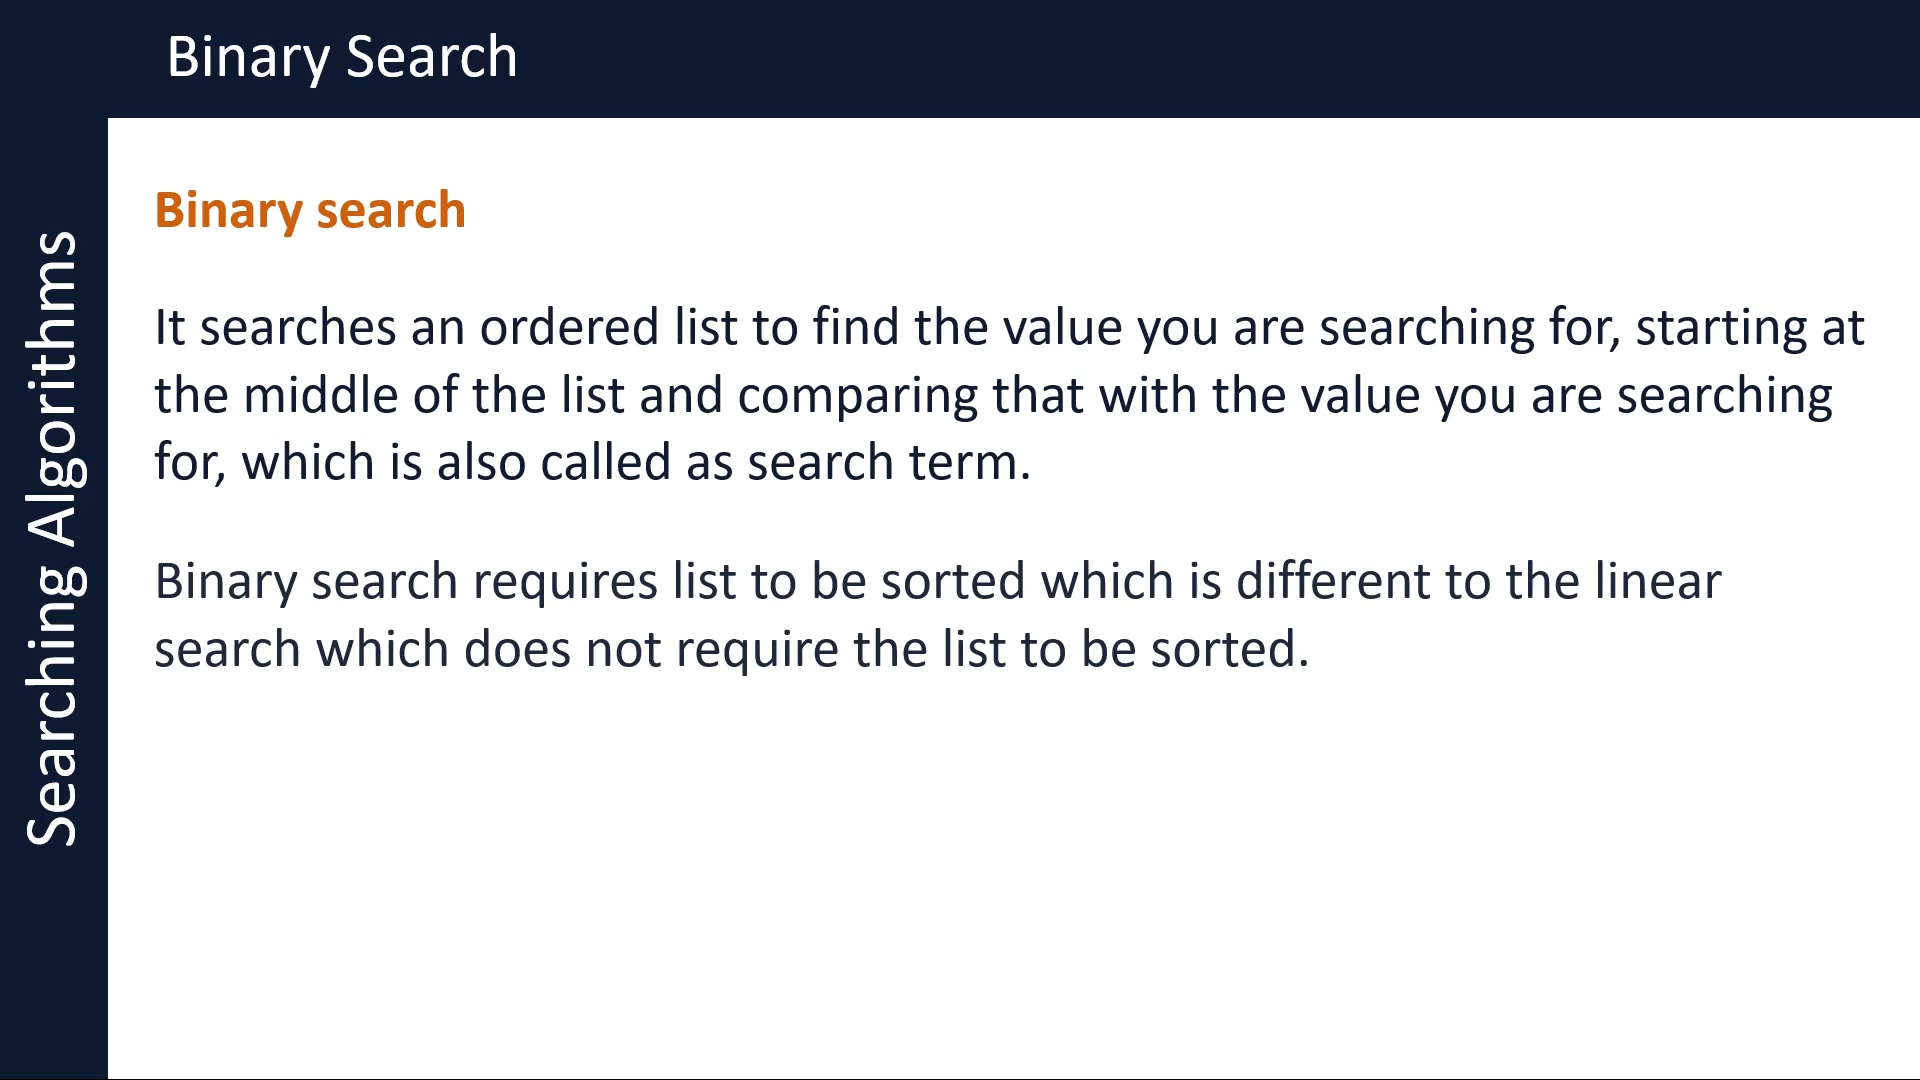 Binary Search
Searching Algorithms
Binary search
It searches an ordered list to find the value you are searching for, starting at
the middle of the list and comparing that with the value you are searching
for, which is also called as search term.
Binary search requires list to be sorted which is different to the linear
search which does not require the list to be sorted.